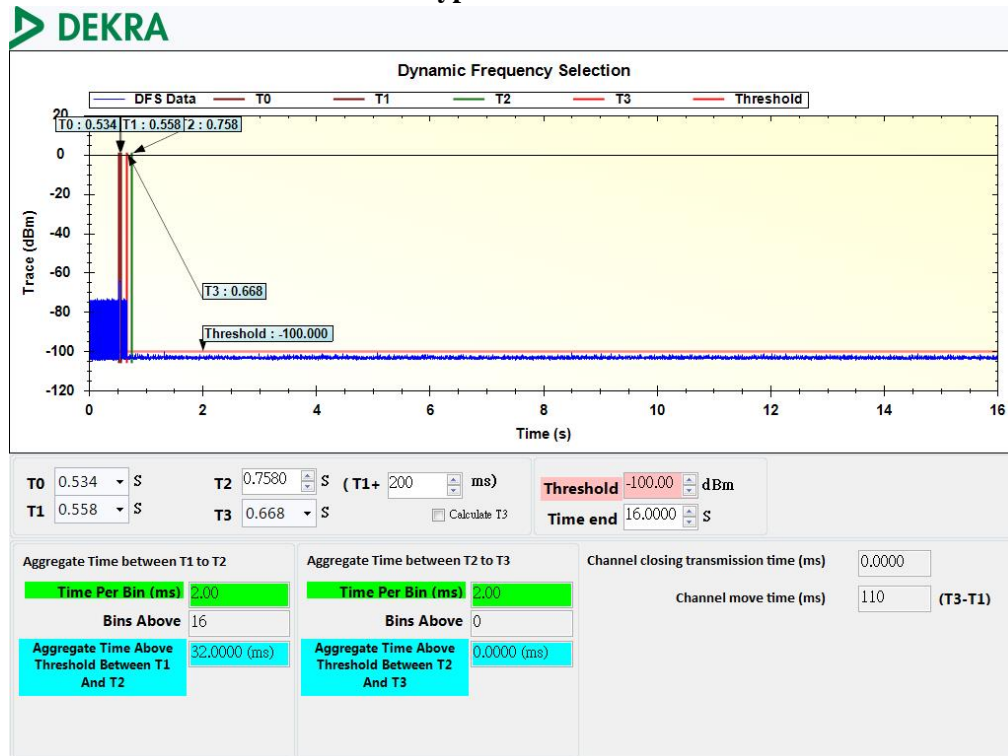 DEKRA
Dynamic Frequency Selection
DFS Data T0 T1 T2 T3 Threshold
T0 : 0.534 T1 : 0.558 2 : 0.758
T3 : 0.668
Threshold : -100.000
Trace (dBm)
20
0
-20
-40
-60
-80
-100
-120
0 2 4 6 8 10 12 14 16
Time (s)
T0 0.534 S T2 0.7580 S ( T1+ 200 ms) Threshold -100.00 dBm
T1 0.558 S T3 0.668 S Calculate T3 Time end 16.0000 S
Aggregate Time between T1 to T2
Time Per Bin (ms) 2.00
Bins Above 16
Aggregate Time Above Threshold Between T1 And T2 32.0000 (ms)
Aggregate Time between T2 to T3
Time Per Bin (ms) 2.00
Bins Above 0
Aggregate Time Above Threshold Between T2 And T3 0.0000 (ms)
Channel closing transmission time (ms) 0.0000
Channel move time (ms) 110 (T3-T1)